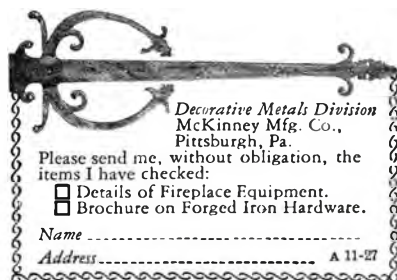 Decorative Metals Division
McKinney Mfg. Co.,
Pittsburgh, Pa.
Please send me, without obligation, the
items I have checked:
Details of Fireplace Equipment.
Brochure on Forged Iron Hardware.
Name
Address A 11-27